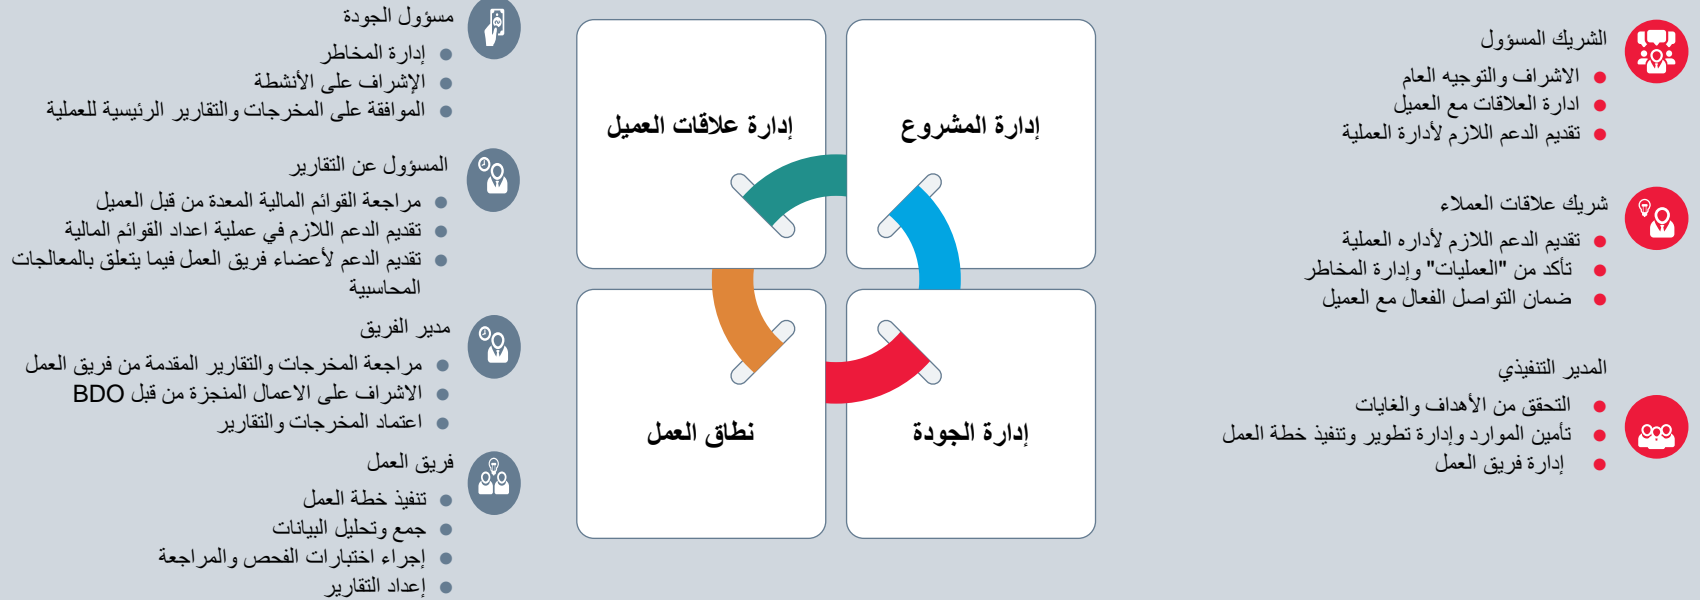 الشريك المسؤول
الاشراف والتوجيه العام
ادارة العلاقات مع العميل
تقديم الدعم اللازم لأدارة العملية
شريك علاقات العملاء
تقديم الدعم اللازم لأداره العملية
تأكد من "العمليات" وإدارة المخاطر
ضمان التواصل الفعال مع العميل
المدير التنفيذي
التحقق من الأهداف والغايات
تأمين الموارد وإدارة تطوير وتنفيذ خطة العمل
إدارة فريق العمل
إدارة المشروع
إدارة علاقات العميل
إدارة الجودة
نطاق العمل
مسؤول الجودة
إدارة المخاطر
الإشراف على الأنشطة
الموافقة على المخرجات والتقارير الرئيسية للعملية
المسؤول عن التقارير
مراجعة القوائم المالية المعدة من قبل العميل
تقديم الدعم اللازم في عملية اعداد القوائم المالية
تقديم الدعم لأعضاء فريق العمل فيما يتعلق بالمعالجات
المحاسبية
مدير الفريق
مراجعة المخرجات والتقارير المقدمة من فريق العمل
الاشراف على الاعمال المنجزة من قبل BDO
اعتماد المخرجات والتقارير
فريق العمل
تنفيذ خطة العمل
جمع وتحليل البيانات
إجراء اختبارات الفحص والمراجعة
إعداد التقارير